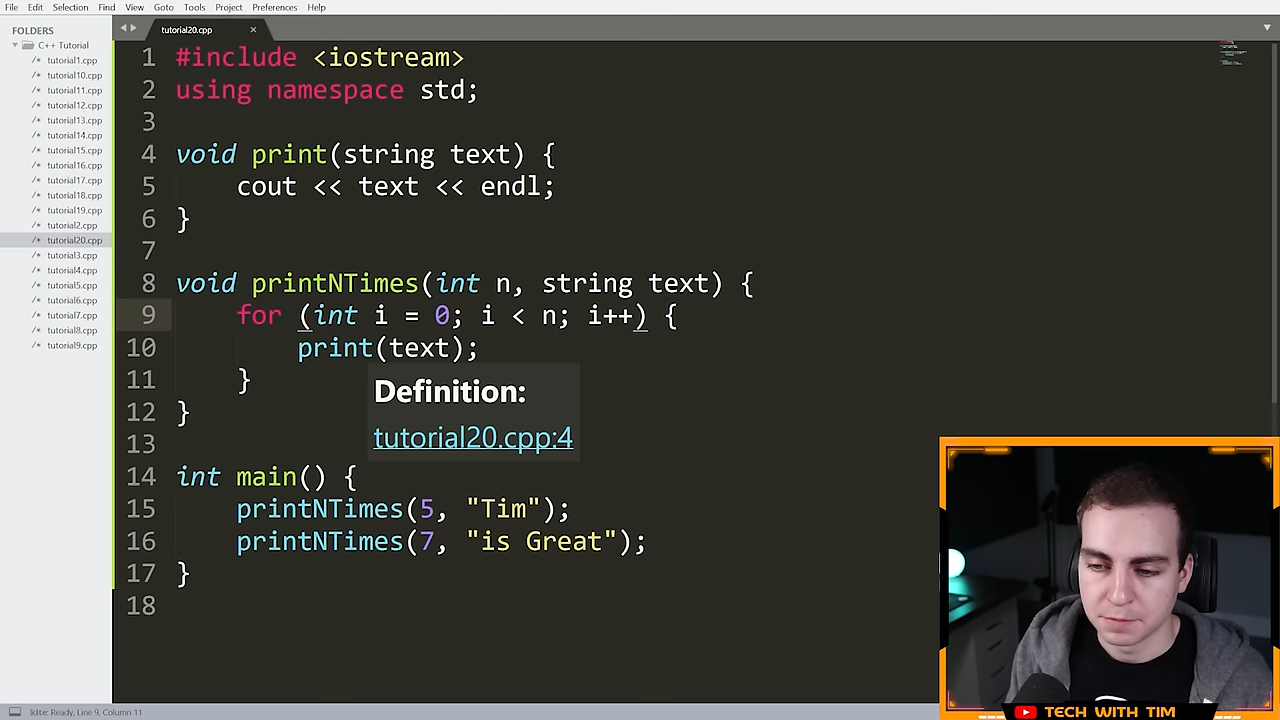 File Edit Selection Find View Goto Tools Project Preferences Help
FOLDERS
C++ Tutorial
/* tutorial1.cpp
/* tutorial10.cpp
/* tutorial11.cpp
/* tutorial12.cpp
/* tutorial13.cpp
/* tutorial14.cpp
/* tutorial15.cpp
/* tutorial16.cpp
/* tutorial17.cpp
/* tutorial18.cpp
/* tutorial19.cpp
/* tutorial2.cpp
/* tutorial20.cpp
/* tutorial3.cpp
/* tutorial4.cpp
/* tutorial5.cpp
/* tutorial6.cpp
/* tutorial7.cpp
/* tutorial8.cpp
/* tutorial9.cpp
tutorial20.cpp ×
1 #include <iostream>
2 using namespace std;
3
4 void print(string text) {
5 cout << text << endl;
6 }
7
8 void printNTimes(int n, string text) {
9 for (int i = 0; i < n; i++) {
10 print(text);
11 }
12 }
13
14 int main() {
15 printNTimes(5, "Tim");
16 printNTimes(7, "is Great");
17 }
18
Definition:
tutorial20.cpp:4
Ready, Line 9, Column 11
TECH WITH TIM